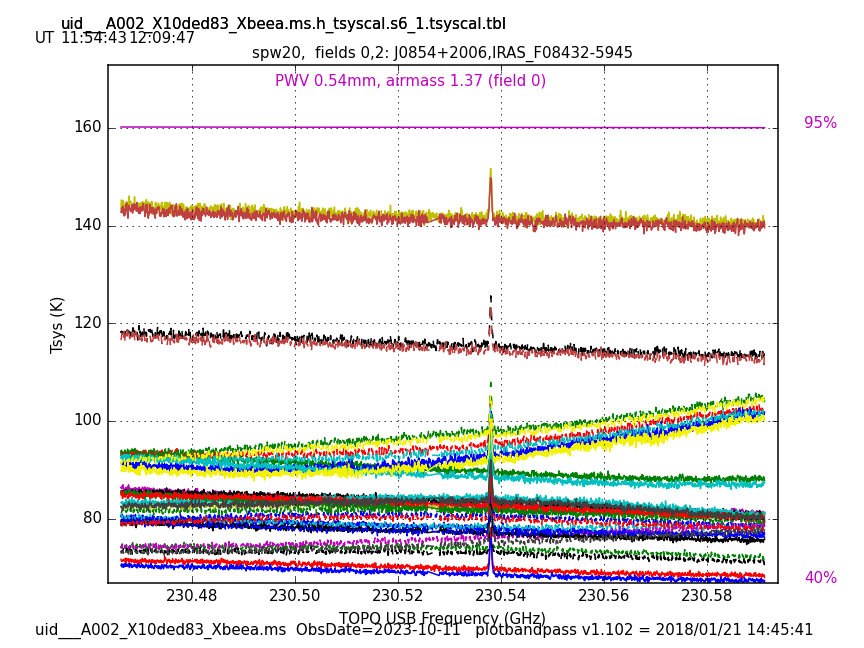 uid___A002_X10ded83_Xbeea.ms.h_tsyscal.s6_1.tsyscal.tbl
UT 11:54:43 12:09:47
spw20,  fields 0,2: J0854+2006,IRAS_F08432-5945
PWV 0.54mm, airmass 1.37 (field 0)
95%
160
140
120
100
80
Tsys (K)
40%
230.48 230.50 230.52 230.54 230.56 230.58
TOPO USB Frequency (GHz)
uid___A002_X10ded83_Xbeea.ms  ObsDate=2023-10-11   plotbandpass v1.102 = 2018/01/21 14:45:41